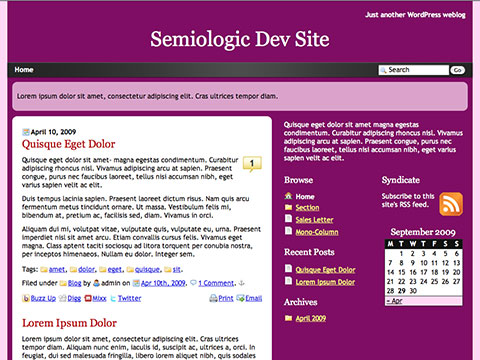 Just another WordPress weblog
Semiologic Dev Site
Home
Search
Go
Lorem ipsum dolor sit amet, consectetur adipiscing elit. Cras ultrices tempor diam.
April 10, 2009
Quisque Eget Dolor
1
Quisque eget dolor sit amet- magna egestas condimentum. Curabitur
adipiscing rhoncus nisl. Vivamus adipiscing arcu at sapien. Praesent
congue, purus nec faucibus laoreet, tellus nisi accumsan nibh, eget
varius sapien velit ac elit.
Duis tempus lacinia sapien. Praesent laoreet dictum risus. Nam quis arcu
fermentum metus tincidunt ornare. Ut massa. Vestibulum felis mi,
bibendum at, pretium ac, facilisis sed, diam. Vivamus in orci.
Aliquam dui mi, volutpat vitae, vulputate quis, vulputate eu, urna. Praesent
imperdiet nisl sit amet arcu. Etiam convallis cursus felis. Vivamus eget
magna. Class aptent taciti sociosqu ad litora torquent per conubia nostra,
per inceptos himenaeos. Nullam eu dolor. Integer sem.
Tags: amet, dolor, eget, quisque, sit.
Filed under Blog by admin on Apr 10th, 2009. 1 Comment.
Buzz Up Digg Mixx Twitter Print Email
Lorem Ipsum Dolor
Lorem ipsum dolor sit amet, consectetur adipiscing elit. Cras ultrices
tempor diam. Aliquam nunc enim, iaculis id, suscipit ac, ultrices a, orci. In
feugiat, dui sed malesuada fringilla, libero lorem aliquet nibh, quis sodales
Quisque eget dolor sit amet magna egestas
condimentum. Curabitur adipiscing rhoncus nisl. Vivamus
adipiscing arcu at sapien. Praesent congue, purus nec
faucibus laoreet, tellus nisi accumsan nibh, eget varius
sapien velit ac elit.
Browse
Home
Section
Sales Letter
Mono-Column
Recent Posts
Quisque Eget Dolor
Lorem Ipsum Dolor
Archives
April 2009
Syndicate
Subscribe to this
site's RSS feed.
September 2009
M T W T F S S
1 2 3 4 5 6
7 8 9 10 11 12 13
14 15 16 17 18 19 20
21 22 23 24 25 26 27
28 29 30
« Apr